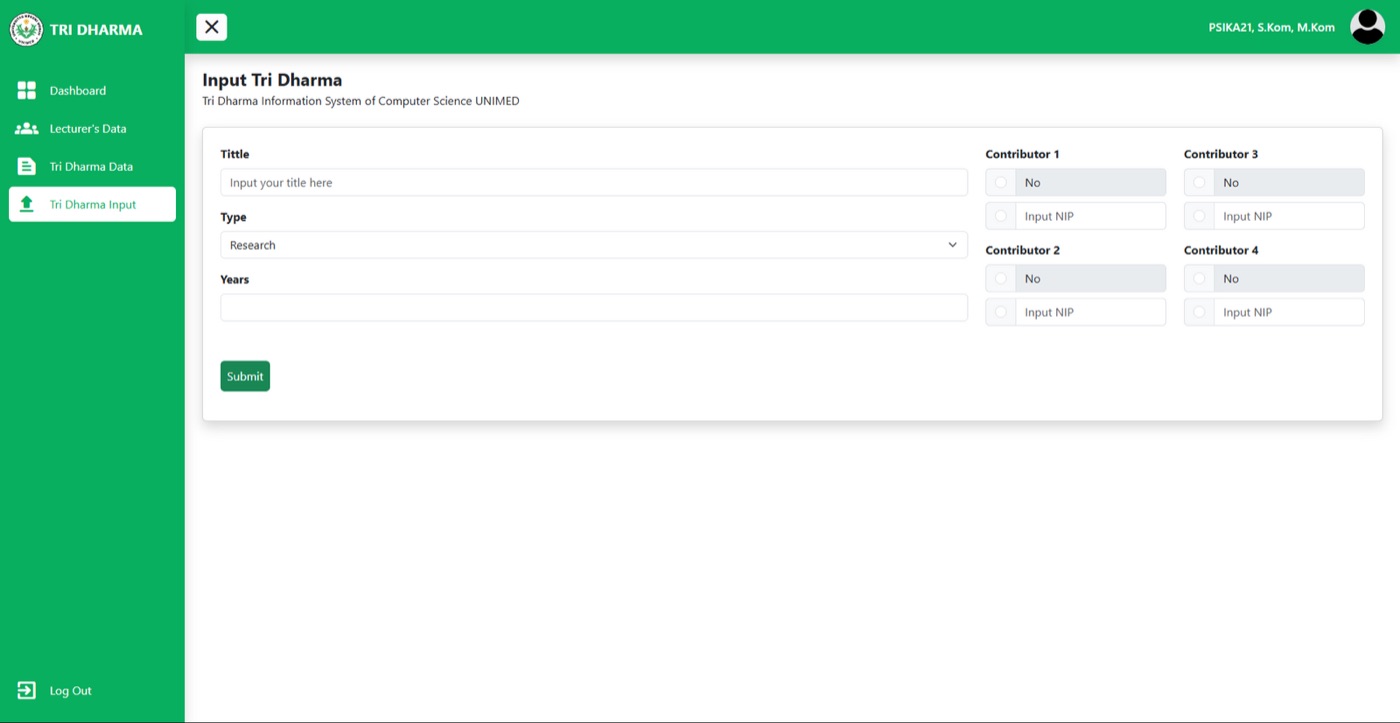 TRI DHARMA
PSIKA21, S.Kom, M.Kom
Dashboard
Lecturer's Data
Tri Dharma Data
Tri Dharma Input
Log Out
Input Tri Dharma
Tri Dharma Information System of Computer Science UNIMED
Tittle
Input your title here
Type
Research
Years
Submit
Contributor 1
No
Input NIP
Contributor 2
No
Input NIP
Contributor 3
No
Input NIP
Contributor 4
No
Input NIP